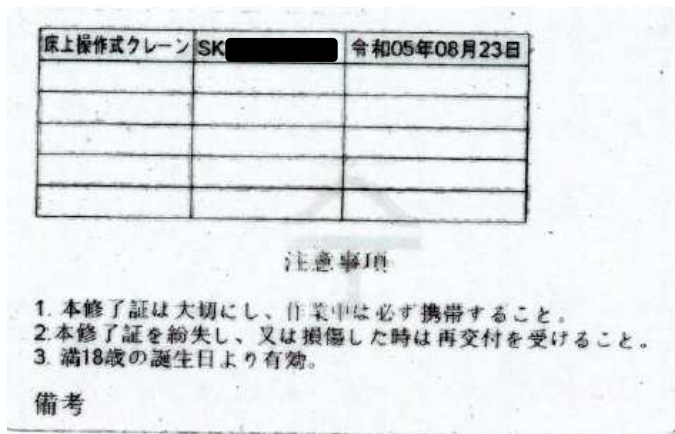 床上操作式クレーン SK 令和05年08月23日
注意事項
1. 本修了証は大切にし、作業中は必ず携帯すること。
2.本修了証を紛失し、又は損傷した時は再交付を受けること。
3. 満18歳の誕生日より有効。
備考